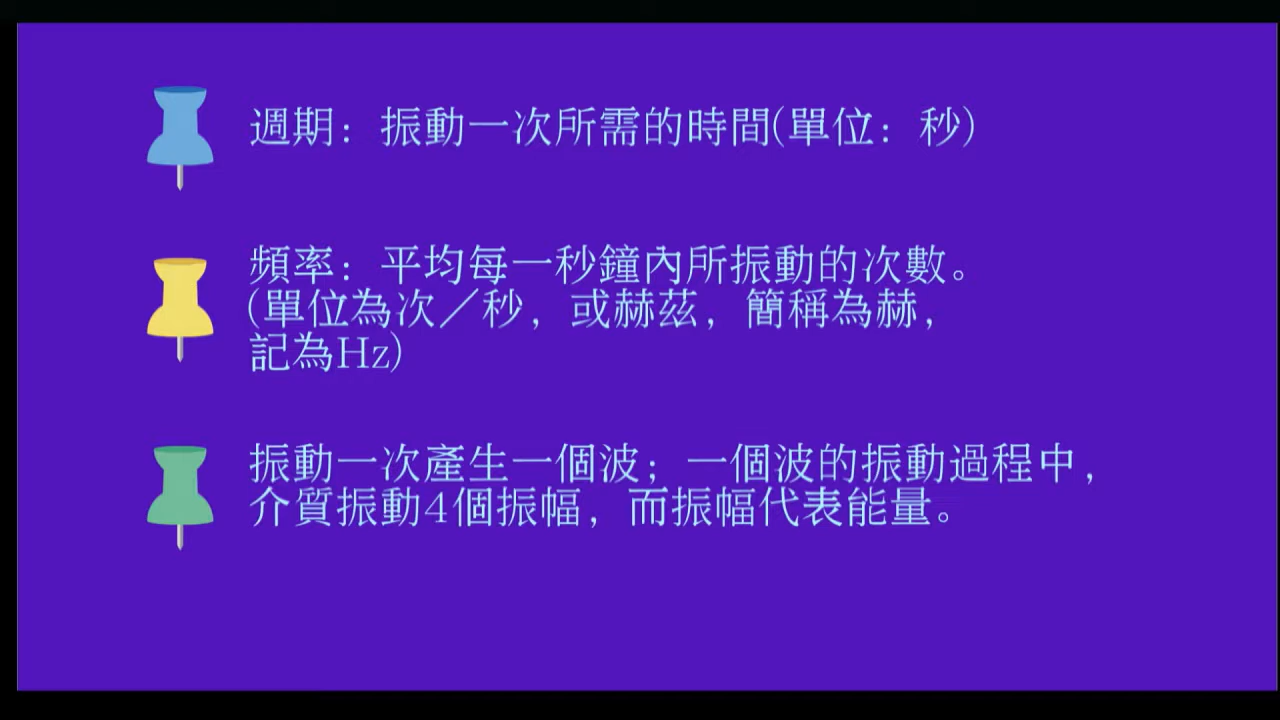 週期：振動一次所需的時間(單位：秒)
頻率：平均每一秒鐘內所振動的次數。
(單位為次／秒，或赫茲，簡稱為赫，
記為Hz)
振動一次產生一個波；一個波的振動過程中，
介質振動4個振幅，而振幅代表能量。